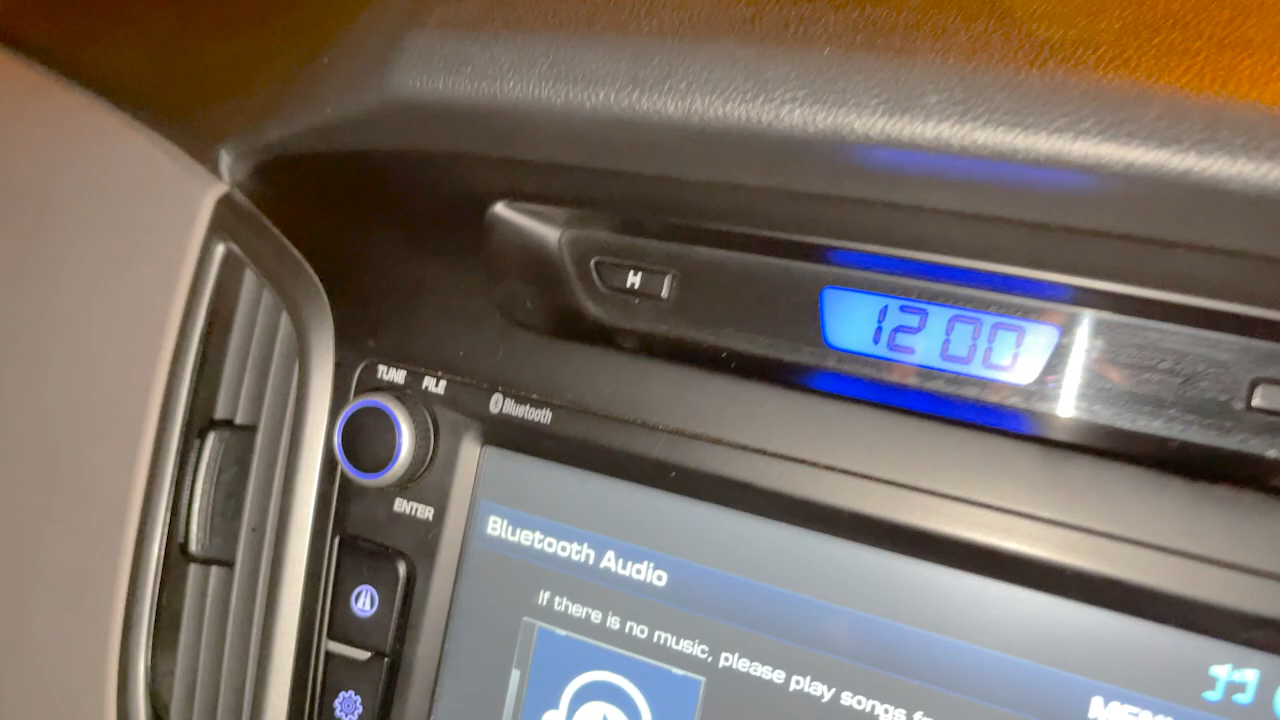 H
12 00
TUNE FILE
Bluetooth
ENTER
Bluetooth Audio
If there is no music, please play songs